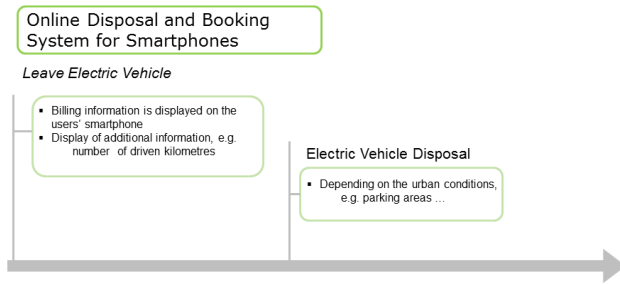 Online Disposal and Booking
System for Smartphones
Leave Electric Vehicle
▪ Billing information is displayed on the
users‘ smartphone
▪ Display of additional information, e.g.
number of driven kilometres
Electric Vehicle Disposal
▪ Depending on the urban conditions,
e.g. parking areas …